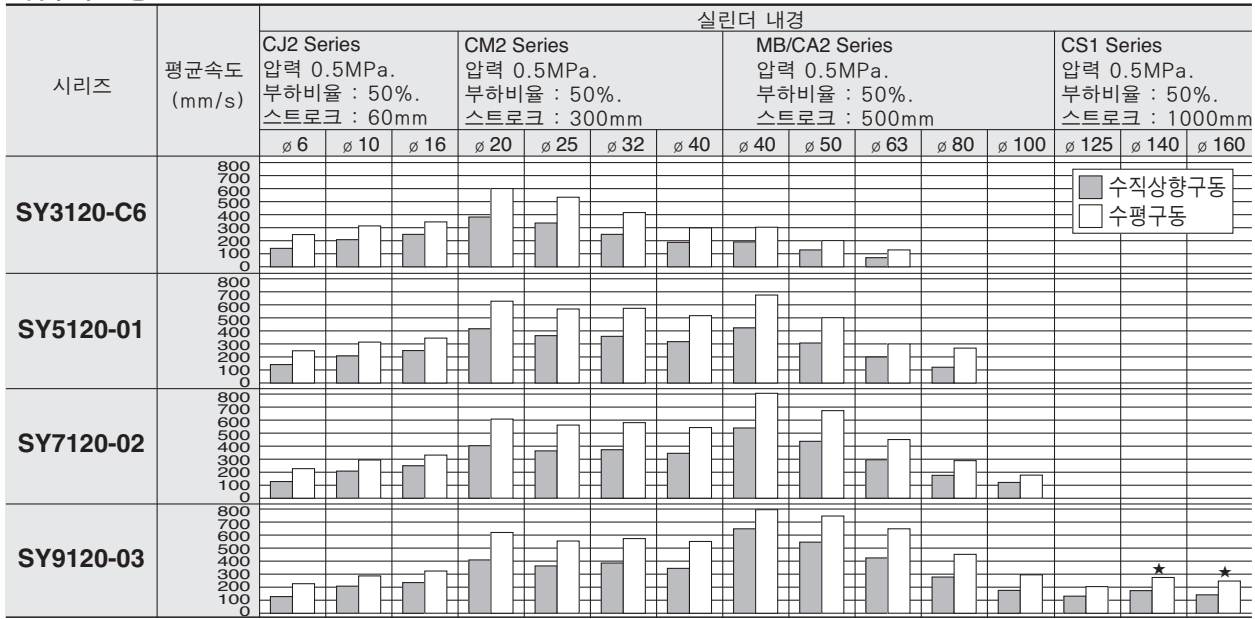 실린더 내경
시리즈
평균속도
(mm/s)
CJ2 Series
압력 0.5MPa.
부하비율 : 50%.
스트로크 : 60mm
CM2 Series
압력 0.5MPa.
부하비율 : 50%.
스트로크 : 300mm
MB/CA2 Series
압력 0.5MPa.
부하비율 : 50%.
스트로크 : 500mm
CS1 Series
압력 0.5MPa.
부하비율 : 50%.
스트로크 : 1000mm
ø 6 ø 10 ø 16 ø 20 ø 25 ø 32 ø 40 ø 40 ø 50 ø 63 ø 80 ø 100 ø 125 ø 140 ø 160
SY3120-C6
800
700
600
500
400
300
200
100
0
수직상향구동
수평구동
SY5120-01
800
700
600
500
400
300
200
100
0
SY7120-02
800
700
600
500
400
300
200
100
0
SY9120-03
800
700
600
500
400
300
200
100
0
★ ★